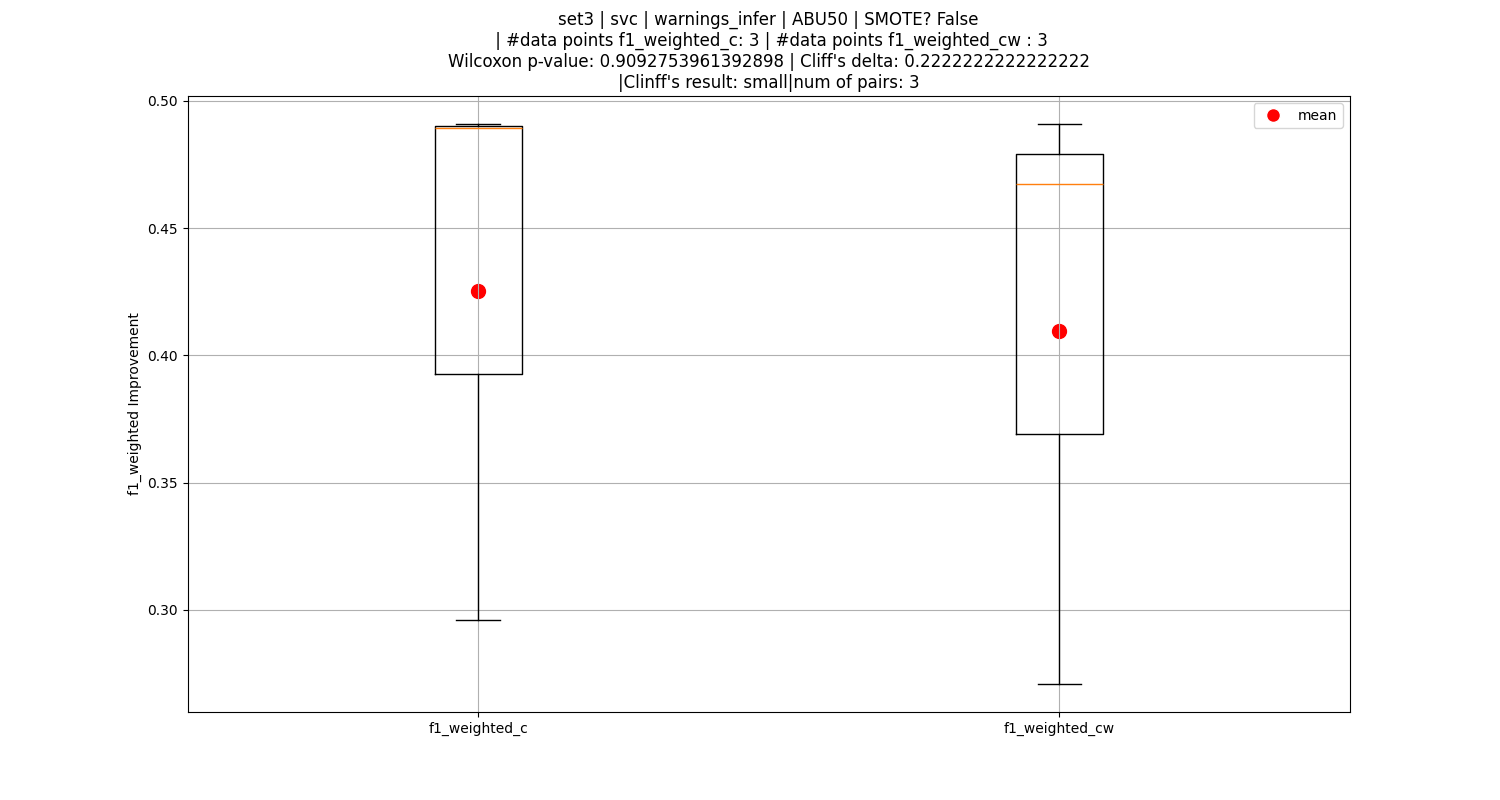 set3 | svc | warnings_infer | ABU50 | SMOTE? False
| #data points f1_weighted_c: 3 | #data points f1_weighted_cw : 3
Wilcoxon p-value: 0.9092753961392898 | Cliff's delta: 0.2222222222222222
|Clinff's result: small|num of pairs: 3
mean
f1_weighted Improvement
0.50
0.45
0.40
0.35
0.30
f1_weighted_c
f1_weighted_cw